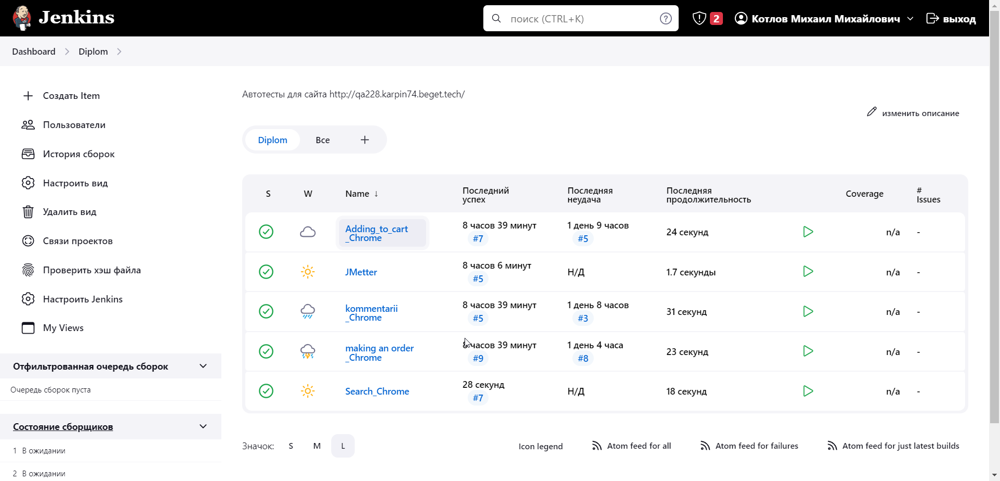 Jenkins
поиск (CTRL+K)
2
Котлов Михаил Михайлович
выход
Dashboard
Diplom
Создать Item
Пользователи
История сборок
Настроить вид
Удалить вид
Связи проектов
Проверить хэш файла
Настроить Jenkins
My Views
Отфильтрованная очередь сборок
Очередь сборок пуста
Состояние сборщиков
1 В ожидании
2 В ожидании
Автотесты для сайта http://qa228.karpin74.beget.tech/
изменить описание
Diplom Все +
S W Name ↓ Последний успех Последняя неудача Последняя продолжительность Coverage # Issues
Adding_to_cart
_Chrome
8 часов 39 минут
#7
1 день 9 часов
#5
24 секунд
n/a
-
JMetter
8 часов 6 минут
#5
Н/Д
1.7 секунды
n/a
-
kommentarii
_Chrome
8 часов 39 минут
#5
1 день 8 часов
#3
31 секунд
n/a
-
making an order
_Chrome
8 часов 39 минут
#9
1 день 4 часа
#8
23 секунд
n/a
-
Search_Chrome
28 секунд
#7
Н/Д
18 секунд
n/a
-
Значок: S M L
Icon legend
Atom feed for all
Atom feed for failures
Atom feed for just latest builds